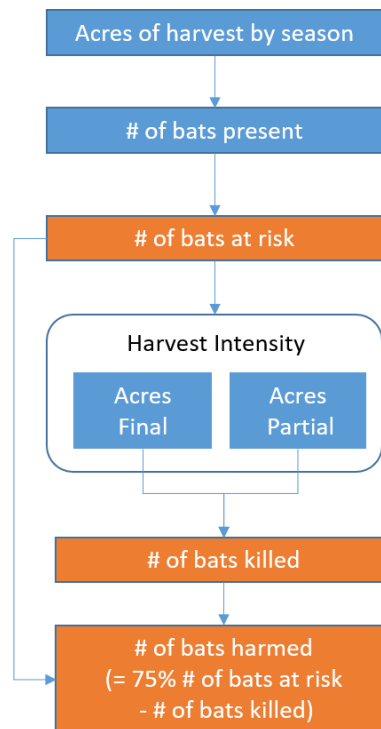 Acres of harvest by season
# of bats present
# of bats at risk
Harvest Intensity
Acres
Final
Acres
Partial
# of bats killed
# of bats harmed
(= 75% # of bats at risk
- # of bats killed)